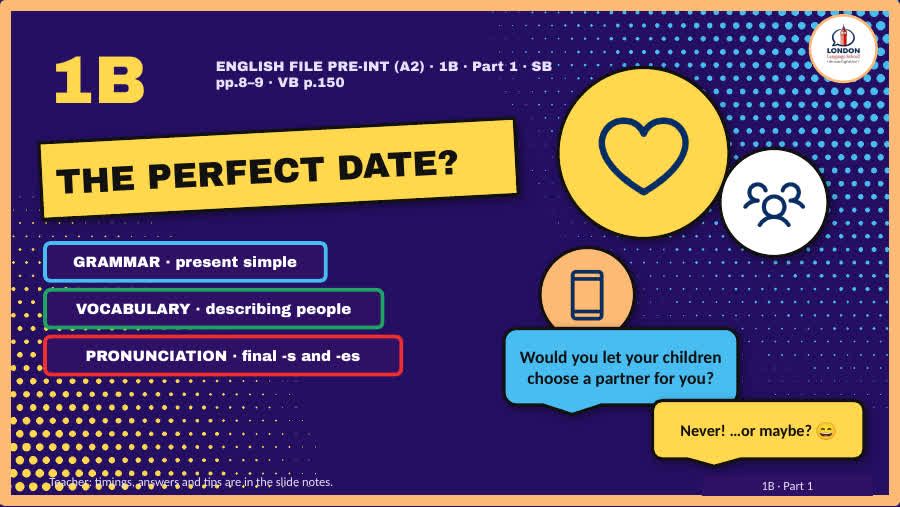 1B
ENGLISH FILE PRE-INT (A2) · 1B · Part 1 · SB
pp.8–9 · VB p.150
LONDON
Language School
THE PERFECT DATE?
GRAMMAR · present simple
VOCABULARY · describing people
PRONUNCIATION · final -s and -es
Would you let your children
choose a partner for you?
Never! ...or maybe? 😄
Teacher: timings, answers and tips are in the slide notes.
1B · Part 1